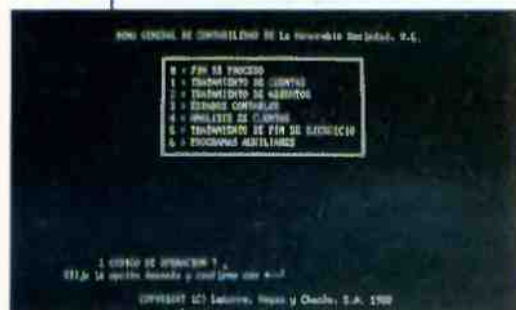 MENU GENERAL DE CONTABILIDAD DE La Honorable Sociedad, S.C.
0 > FIN DE PROCESO
1 > TRATAMIENTO DE CUENTAS
2 > TRATAMIENTO DE ASIENTOS
3 > ESTADOS CONTABLES
4 > ANALISIS DE CUENTAS
5 > TRATAMIENTO DE FIN DE EJERCICIO
6 > PROGRAMAS AUXILIARES
CODIGO DE OPERACION ?
Elija la opción deseada y confirme con
COPYRIGHT (C) y S.A. 1988